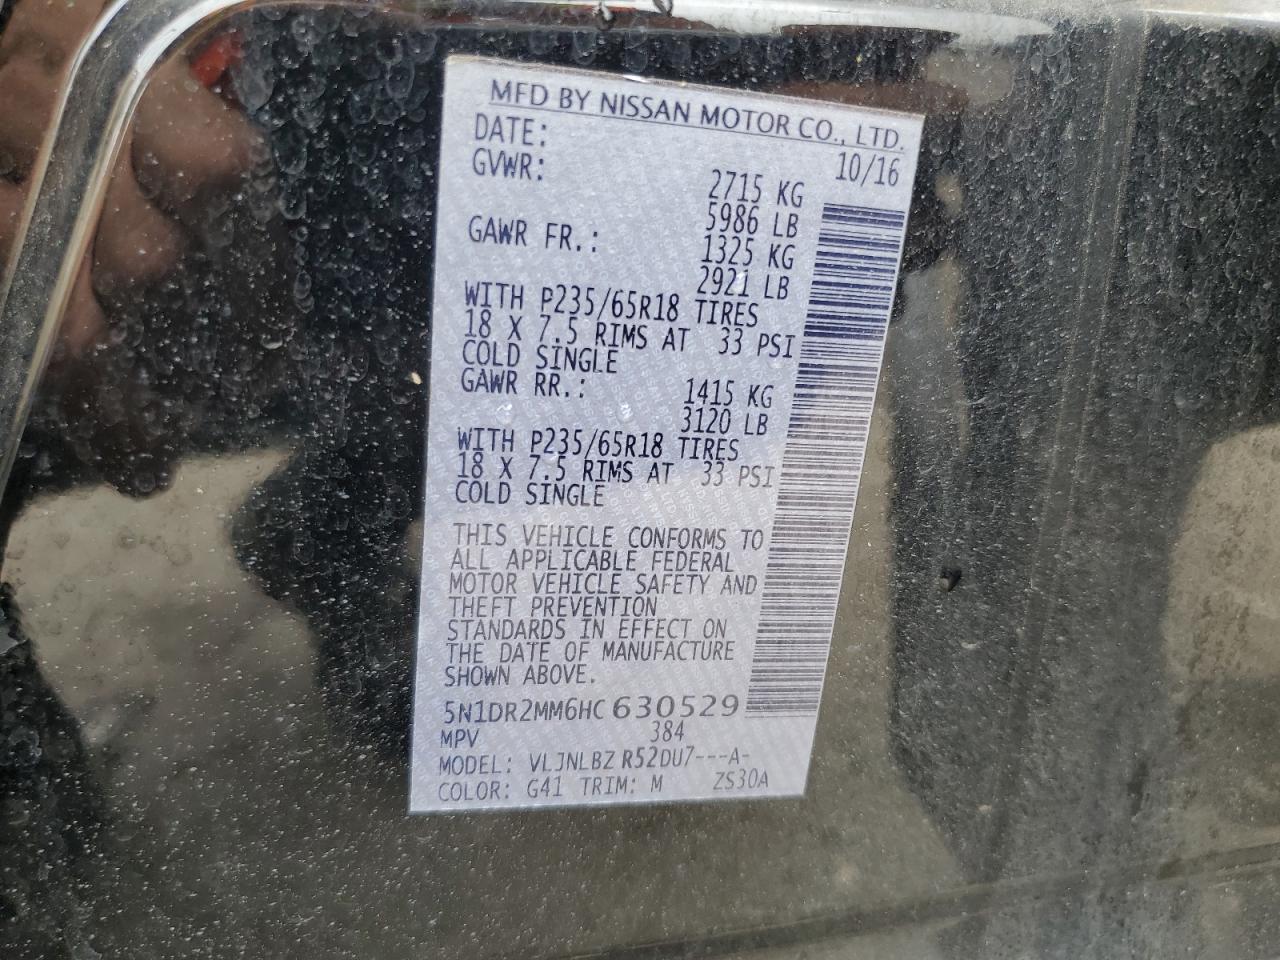 MFD BY NISSAN MOTOR CO., LTD.
DATE: 10/16
GVWR: 2715 KG
5986 LB
GAWR FR.: 1325 KG
2921 LB
WITH P235/65R18 TIRES
18 X 7.5 RIMS AT 33 PSI
COLD SINGLE
GAWR RR.: 1415 KG
3120 LB
WITH P235/65R18 TIRES
18 X 7.5 RIMS AT 33 PSI
COLD SINGLE
THIS VEHICLE CONFORMS TO
ALL APPLICABLE FEDERAL
MOTOR VEHICLE SAFETY AND
THEFT PREVENTION
STANDARDS IN EFFECT ON
THE DATE OF MANUFACTURE
SHOWN ABOVE.
5N1DR2MM6HC 630529
MPV 384
MODEL: VLJNLBZ R52DU7---A-
COLOR: G41 TRIM: M ZS30A